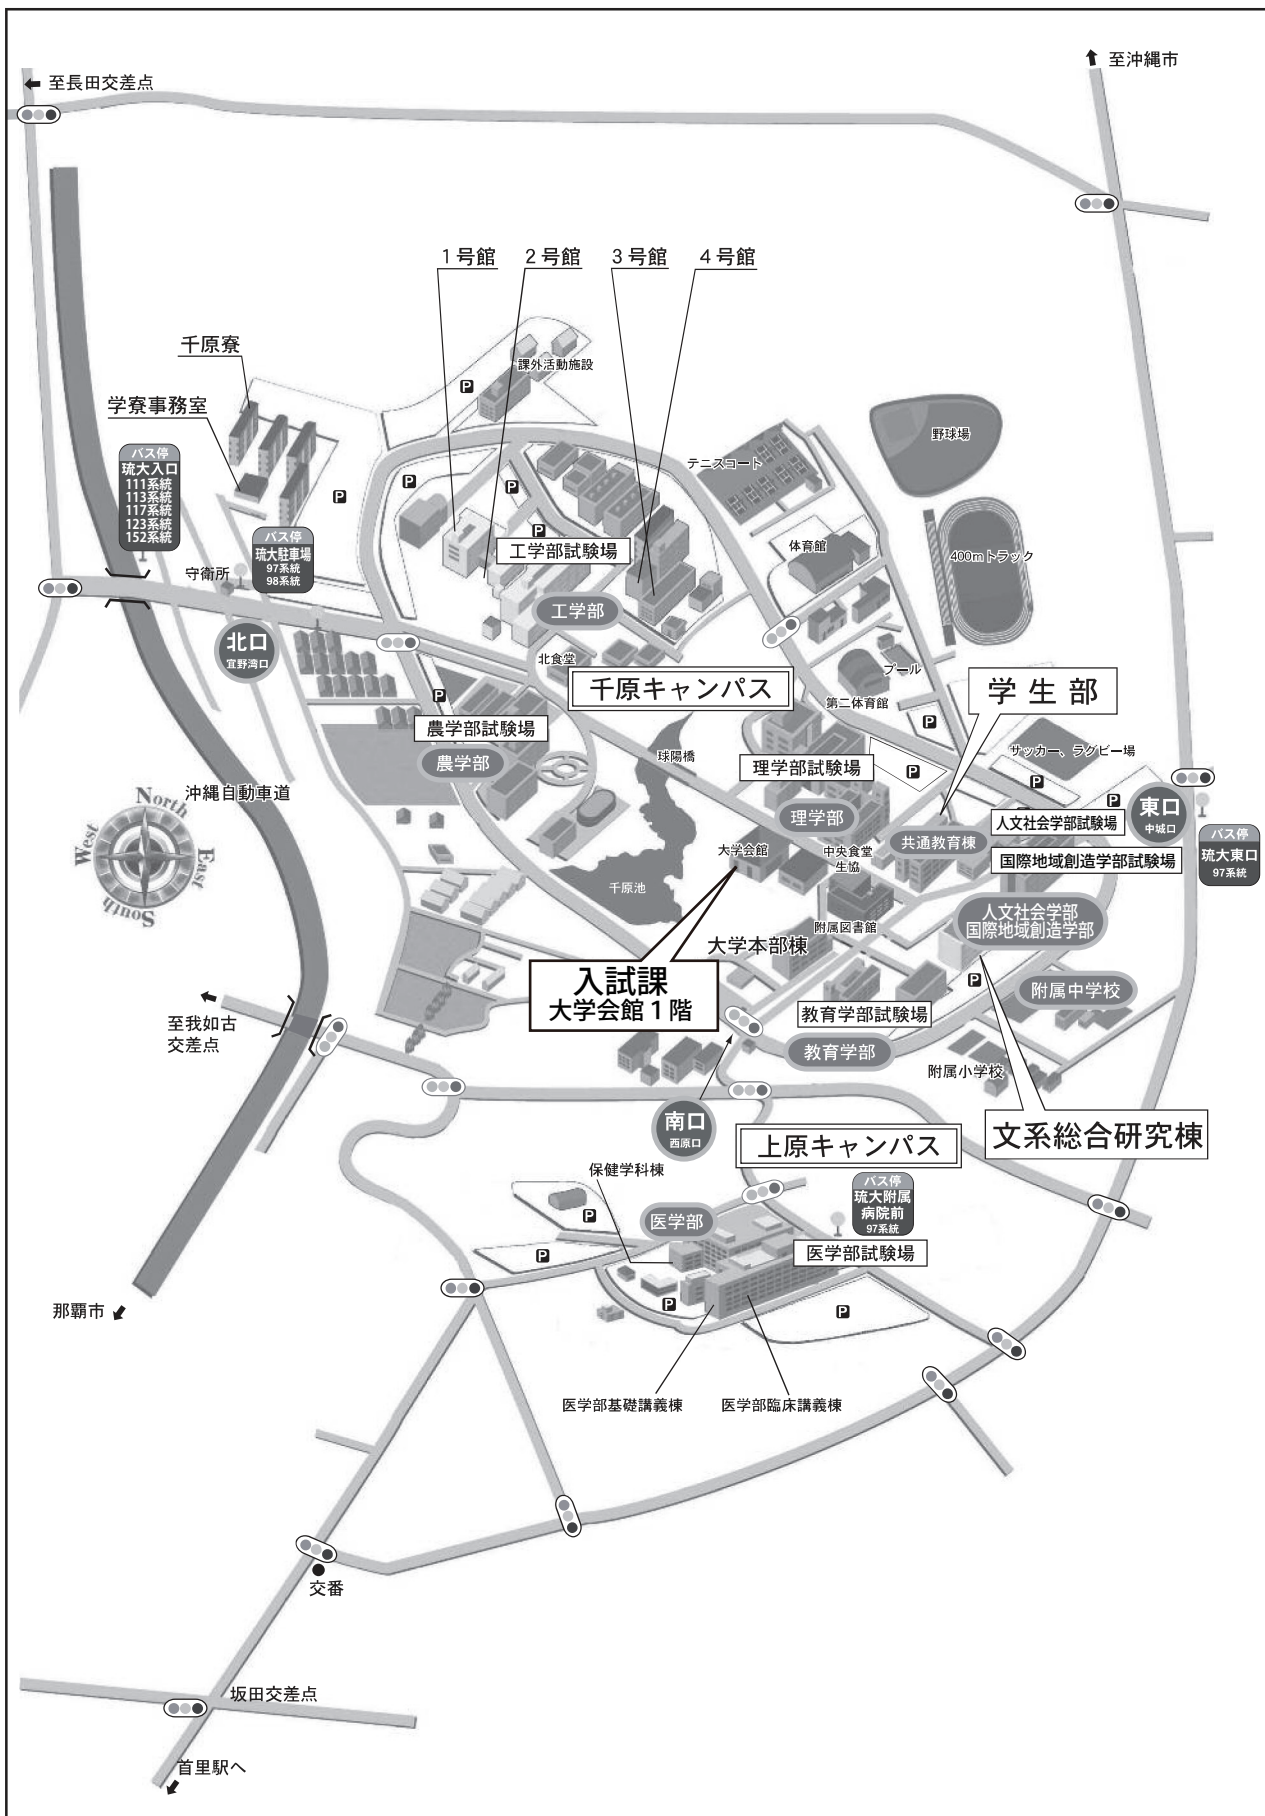 至長田交差点
至沖縄市
1号館
2号館
3号館
4号館
千原寮
学寮事務室
課外活動施設
P
バス停
琉大入口
111系統
113系統
117系統
123系統
152系統
P
P
P
P
テニスコート
野球場
バス停
琉大駐車場
97系統
98系統
守衛所
工学部試験場
体育館
400mトラック
工学部
北口
宜野湾口
北食堂
千原キャンパス
プール
第二体育館
学生部
P
農学部試験場
農学部
P
球陽橋
サッカー、ラグビー場
理学部試験場
P
P
P
沖縄自動車道
North
West
East
South
理学部
人文社会学部試験場
東口
中城口
共通教育棟
国際地域創造学部試験場
バス停
琉大東口
97系統
大学会館
中央食堂
生協
千原池
附属図書館
人文社会学部
国際地域創造学部
大学本部棟
入試課
大学会館1階
P
附属中学校
至我如古
交差点
教育学部試験場
教育学部
附属小学校
南口
西原口
文系総合研究棟
上原キャンパス
保健学科棟
バス停
琉大附属
病院前
97系統
P
医学部
P
医学部試験場
P
P
那覇市
医学部基礎講義棟
医学部臨床講義棟
交番
坂田交差点
首里駅へ